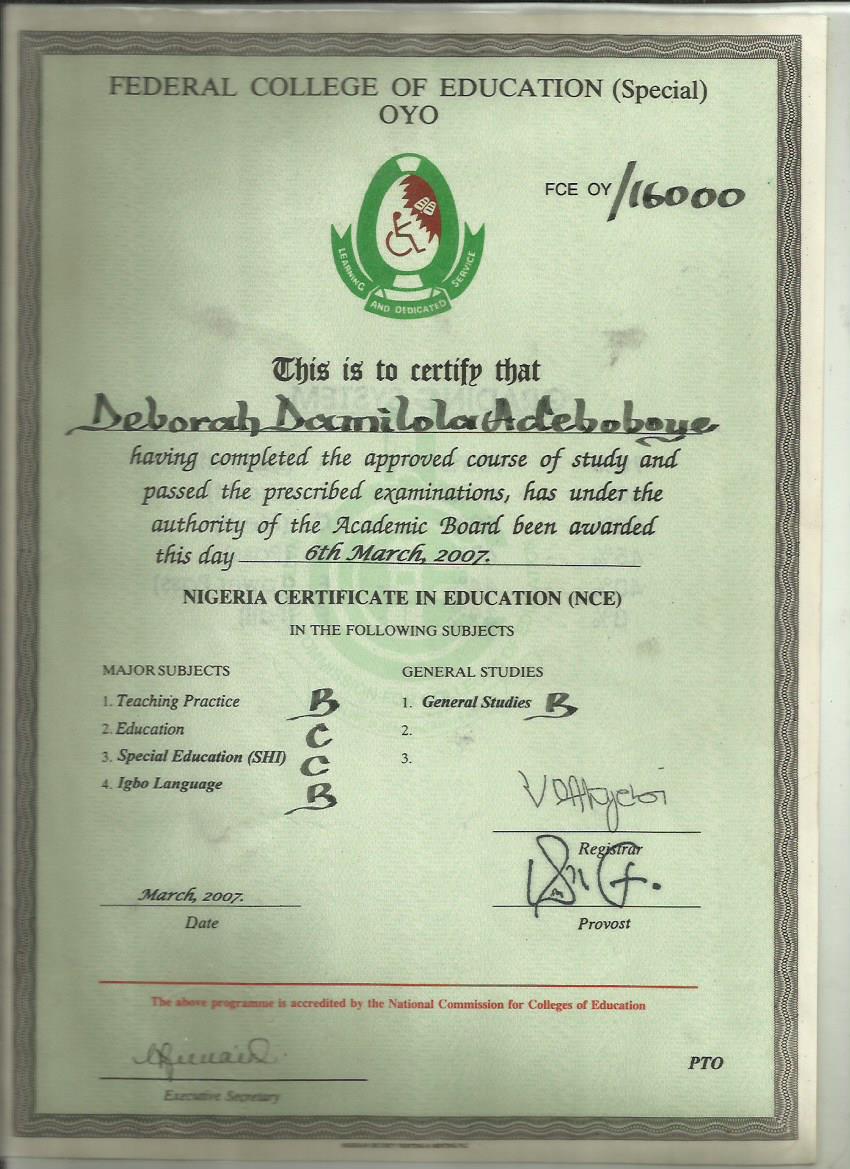 FEDERAL COLLEGE OF EDUCATION (Special)
OYO
FCE OY/16000
LEARNING AND DEDICATED SERVICE
This is to certify that
Deborah Damilola Adeboboye
having completed the approved course of study and
passed the prescribed examinations, has under the
authority of the Academic Board been awarded
this day 6th March, 2007.
NIGERIA CERTIFICATE IN EDUCATION (NCE)
IN THE FOLLOWING SUBJECTS
MAJOR SUBJECTS
1. Teaching Practice B
2. Education C
3. Special Education (SHI) C
4. Igbo Language B
GENERAL STUDIES
1. General Studies B
2.
3.
Registrar
March, 2007.
Date
Provost
The above programme is accredited by the National Commission for Colleges of Education
Executive Secretary
PTO